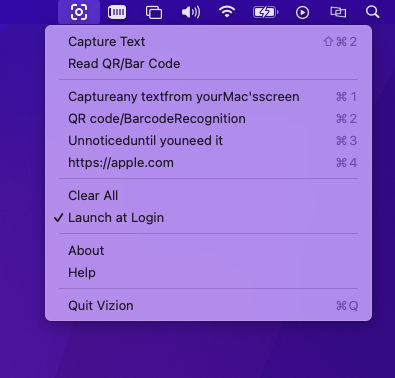 Capture Text ⇧⌘2
Read QR/Bar Code
Captureany textfrom yourMac'sscreen ⌘1
QR code/BarcodeRecognition ⌘2
Unnoticeduntil youneed it ⌘3
https://apple.com ⌘4
Clear All
✓ Launch at Login
About
Help
Quit Vizion ⌘Q